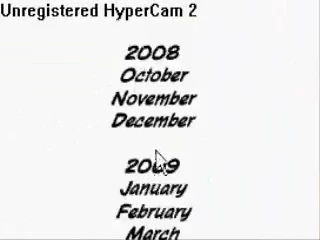 Unregistered HyperCam 2
2008
October
November
December
2009
January
February
March